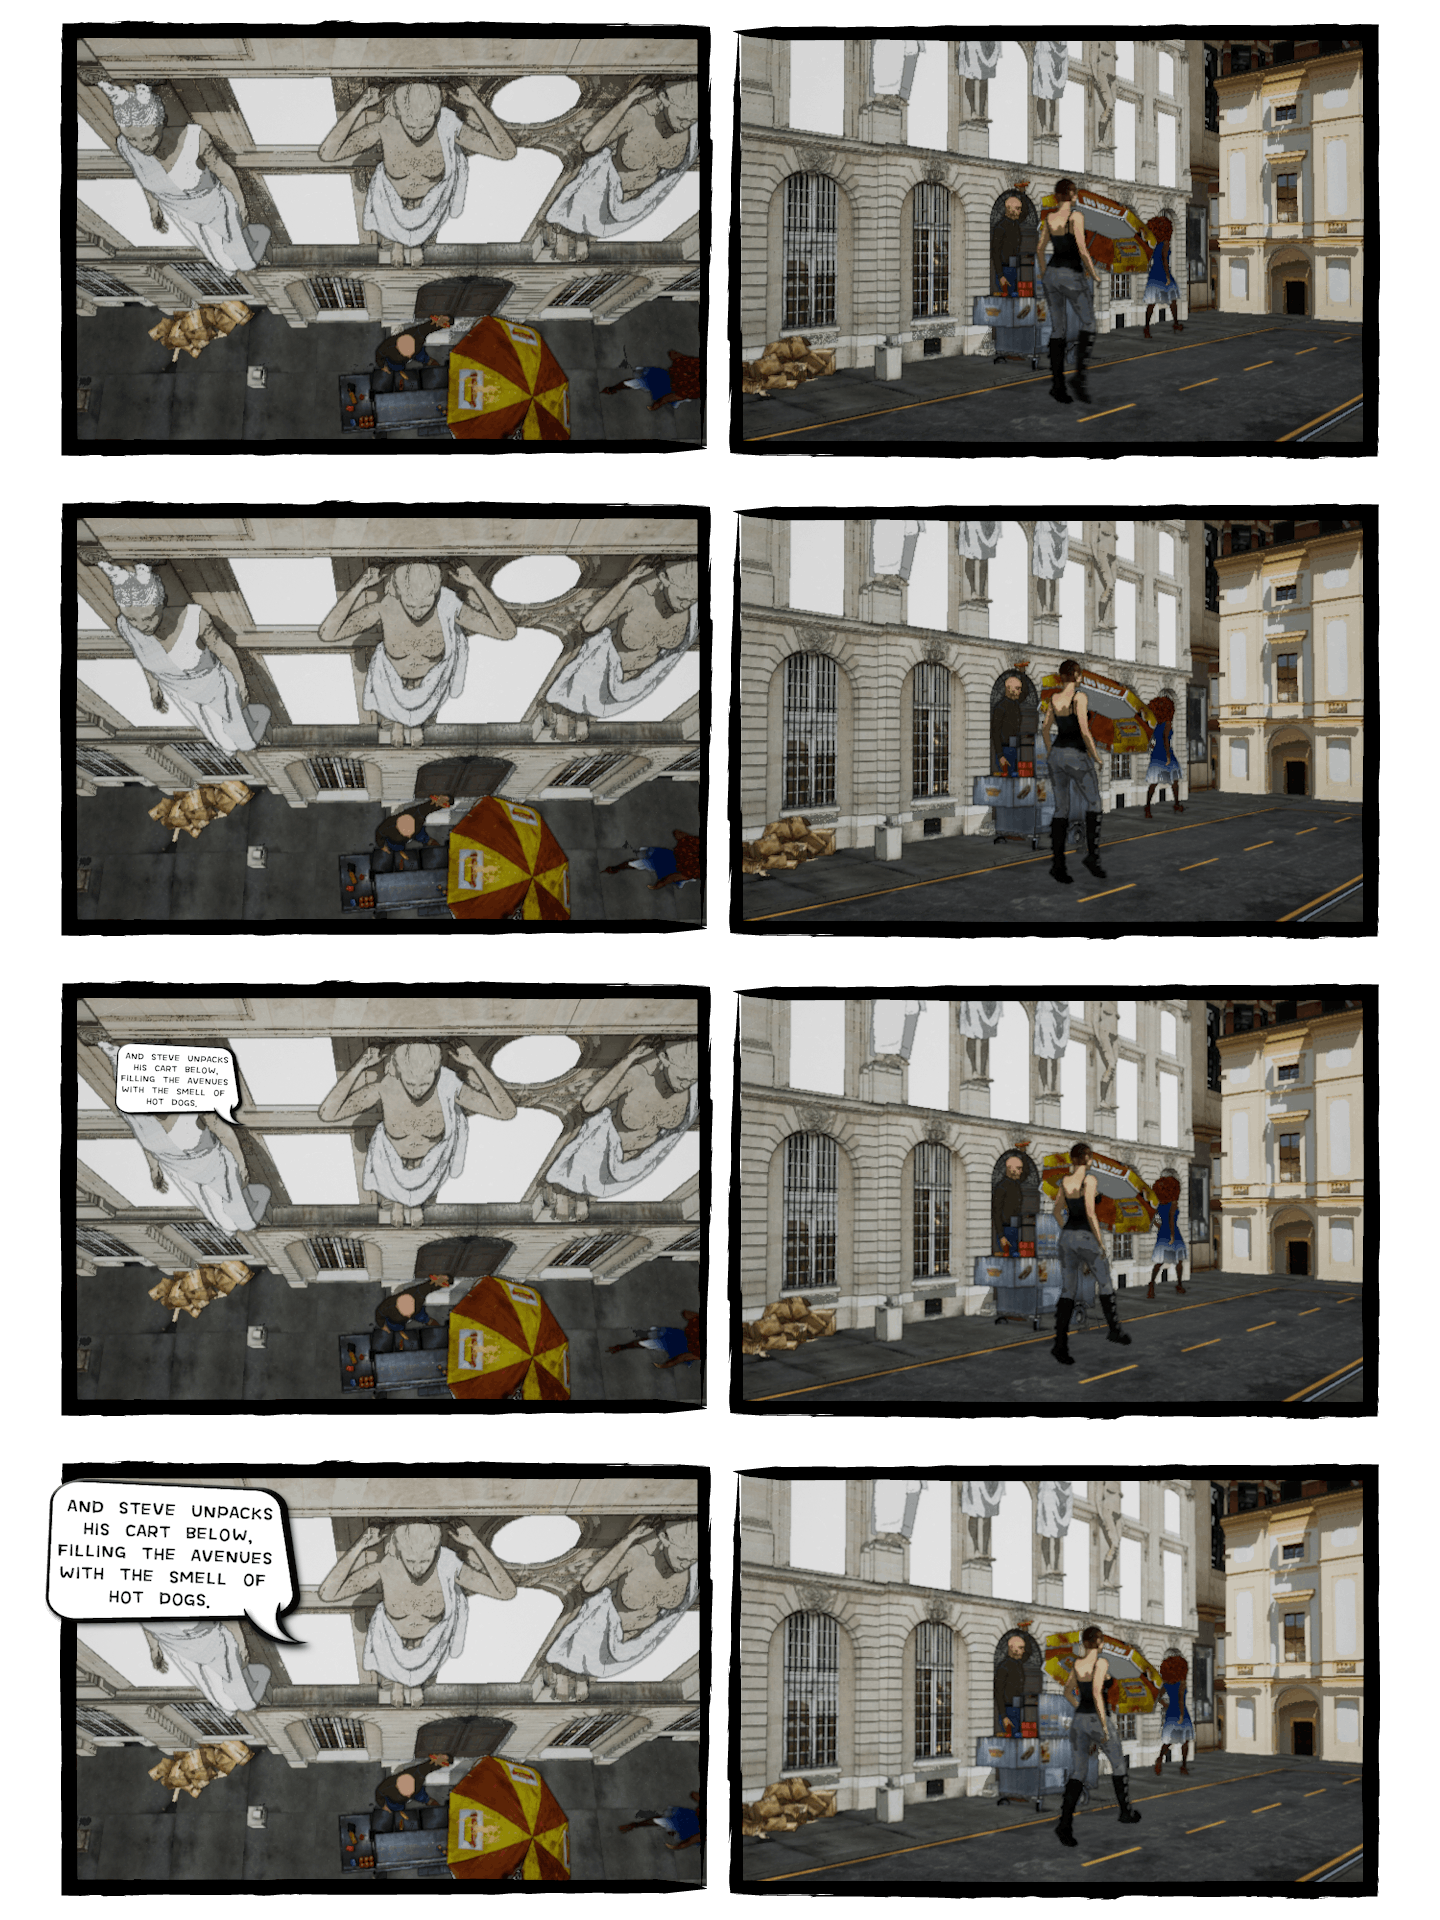 AND STEVE UNPACKS
HIS CART BELOW,
FILLING THE AVENUES
WITH THE SMELL OF
HOT DOGS.
AND STEVE UNPACKS
HIS CART BELOW,
FILLING THE AVENUES
WITH THE SMELL OF
HOT DOGS.